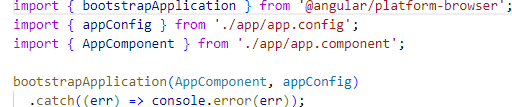 import { bootstrapApplication } from '@angular/platform-browser';
import { appConfig } from './app/app.config';
import { AppComponent } from './app/app.component';

bootstrapApplication(AppComponent, appConfig)
  .catch((err) => console.error(err));